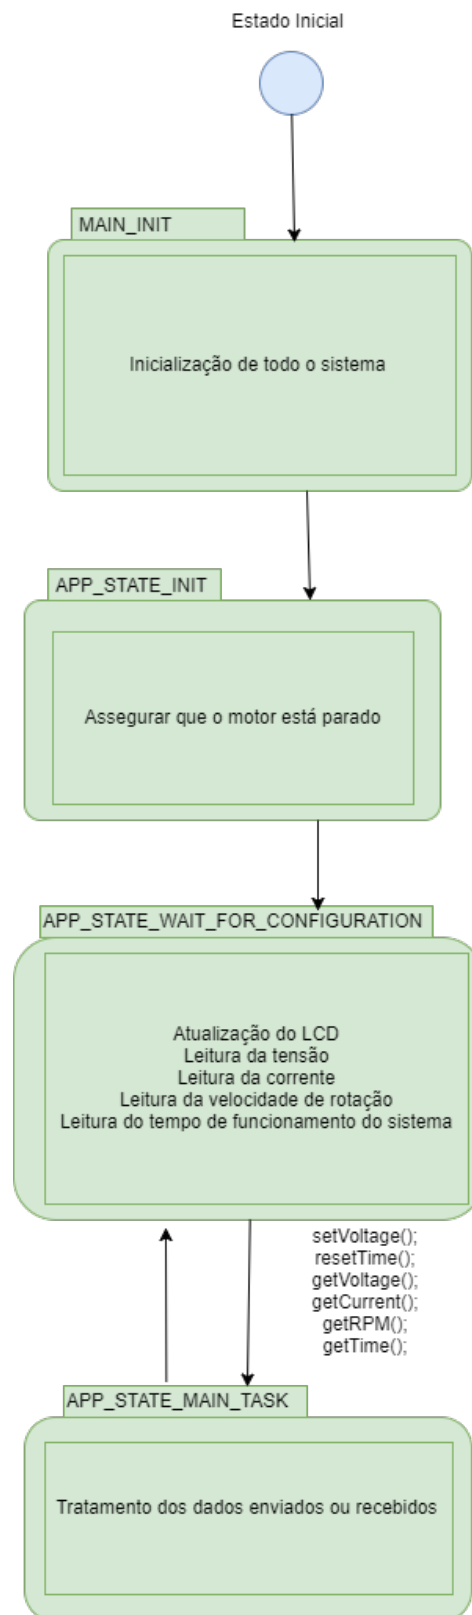 Estado Inicial
MAIN_INIT
Inicialização de todo o sistema
APP_STATE_INIT
Assegurar que o motor está parado
APP_STATE_WAIT_FOR_CONFIGURATION
Atualização do LCD
Leitura da tensão
Leitura da corrente
Leitura da velocidade de rotação
Leitura do tempo de funcionamento do sistema
setVoltage();
resetTime();
getVoltage();
getCurrent();
getRPM();
getTime();
APP_STATE_MAIN_TASK
Tratamento dos dados enviados ou recebidos